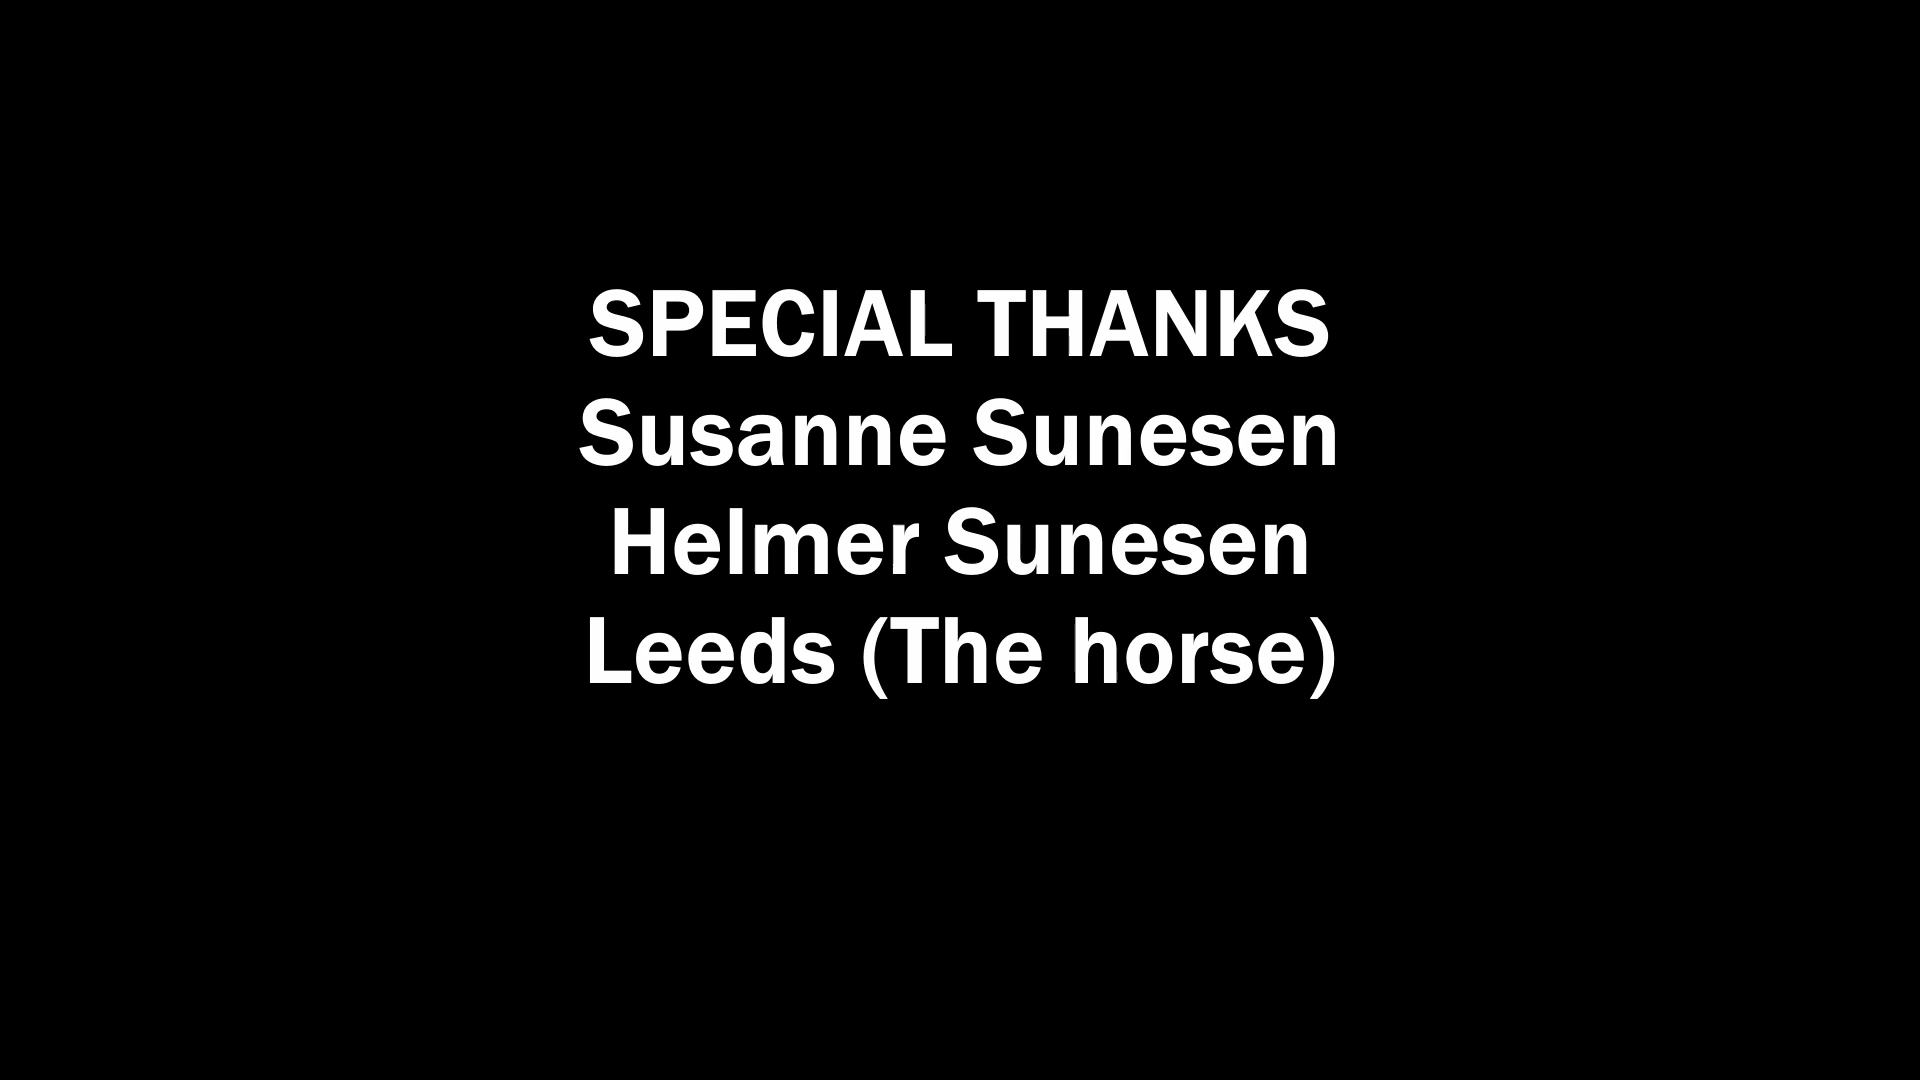 SPECIAL THANKS
Susanne Sunesen
Helmer Sunesen
Leeds (The horse)